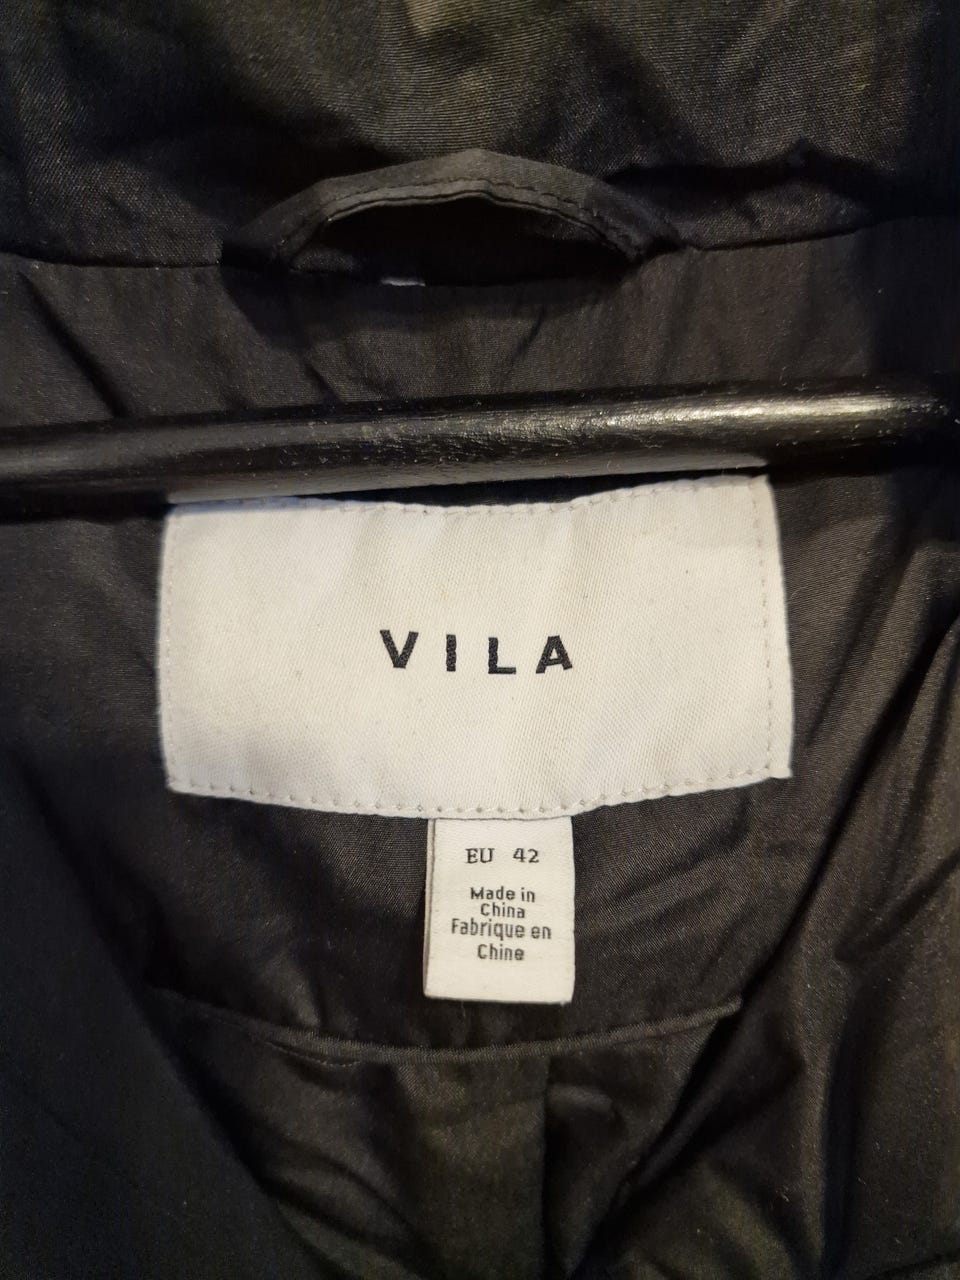 VILA
EU 42
Made in
China
Fabrique en
Chine